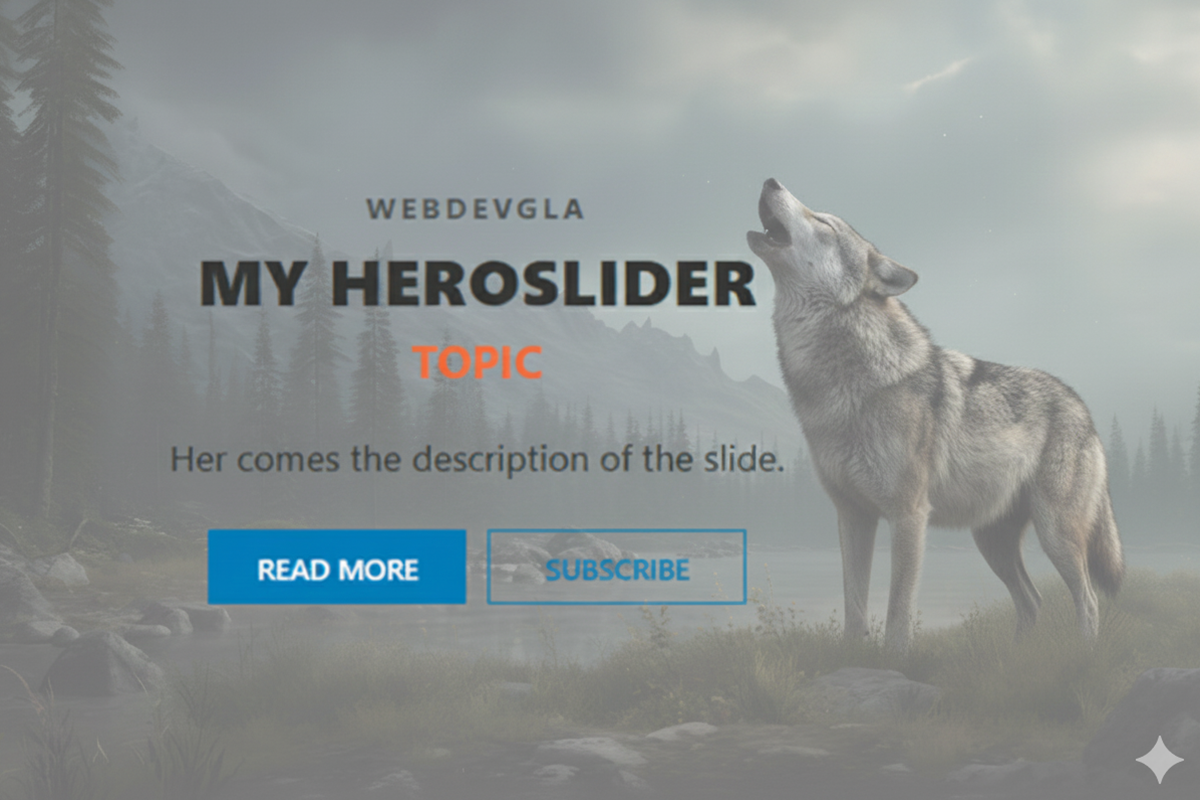 WEBDEVGLA
MY HEROSLIDER
TOPIC
Her comes the description of the slide.
READ MORE
SUBSCRIBE